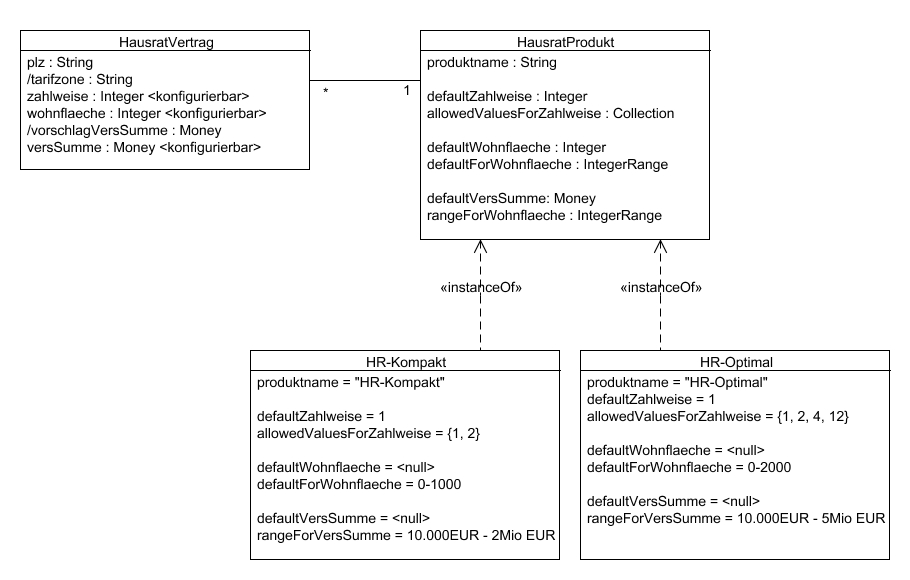 HausratVertrag
plz : String
/tarifzone : String
zahlweise : Integer <konfigurierbar>
wohnflaeche : Integer <konfigurierbar>
/vorschlagVersSumme : Money
versSumme : Money <konfigurierbar>
*
1
HausratProdukt
produktname : String
defaultZahlweise : Integer
allowedValuesForZahlweise : Collection
defaultWohnflaeche : Integer
defaultForWohnflaeche : IntegerRange
defaultVersSumme: Money
rangeForWohnflaeche : IntegerRange
«instanceOf»
«instanceOf»
HR-Kompakt
produktname = "HR-Kompakt"
defaultZahlweise = 1
allowedValuesForZahlweise = {1, 2}
defaultWohnflaeche = <null>
defaultForWohnflaeche = 0-1000
defaultVersSumme = <null>
rangeForVersSumme = 10.000EUR - 2Mio EUR
HR-Optimal
produktname = "HR-Optimal"
defaultZahlweise = 1
allowedValuesForZahlweise = {1, 2, 4, 12}
defaultWohnflaeche = <null>
defaultForWohnflaeche = 0-2000
defaultVersSumme = <null>
rangeForVersSumme = 10.000EUR - 5Mio EUR